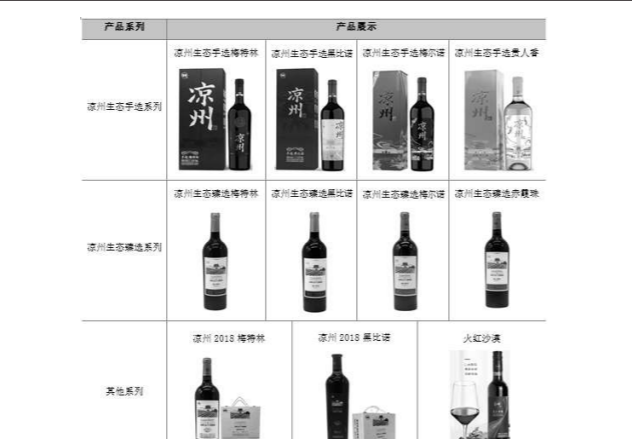 产品系列 产品展示
凉州生态手选系列
凉州生态手选梅特林 凉州生态手选黑比诺 凉州生态手选梅尔诺 凉州生态手选贵人香
凉州 凉州 凉州 凉州
凉州 凉州
凉州生态臻选系列
凉州生态臻选梅特林 凉州生态臻选黑比诺 凉州生态臻选梅尔诺 凉州生态臻选赤霞珠
其他系列
凉州 2018 梅特林 凉州 2018 黑比诺 火红沙漠